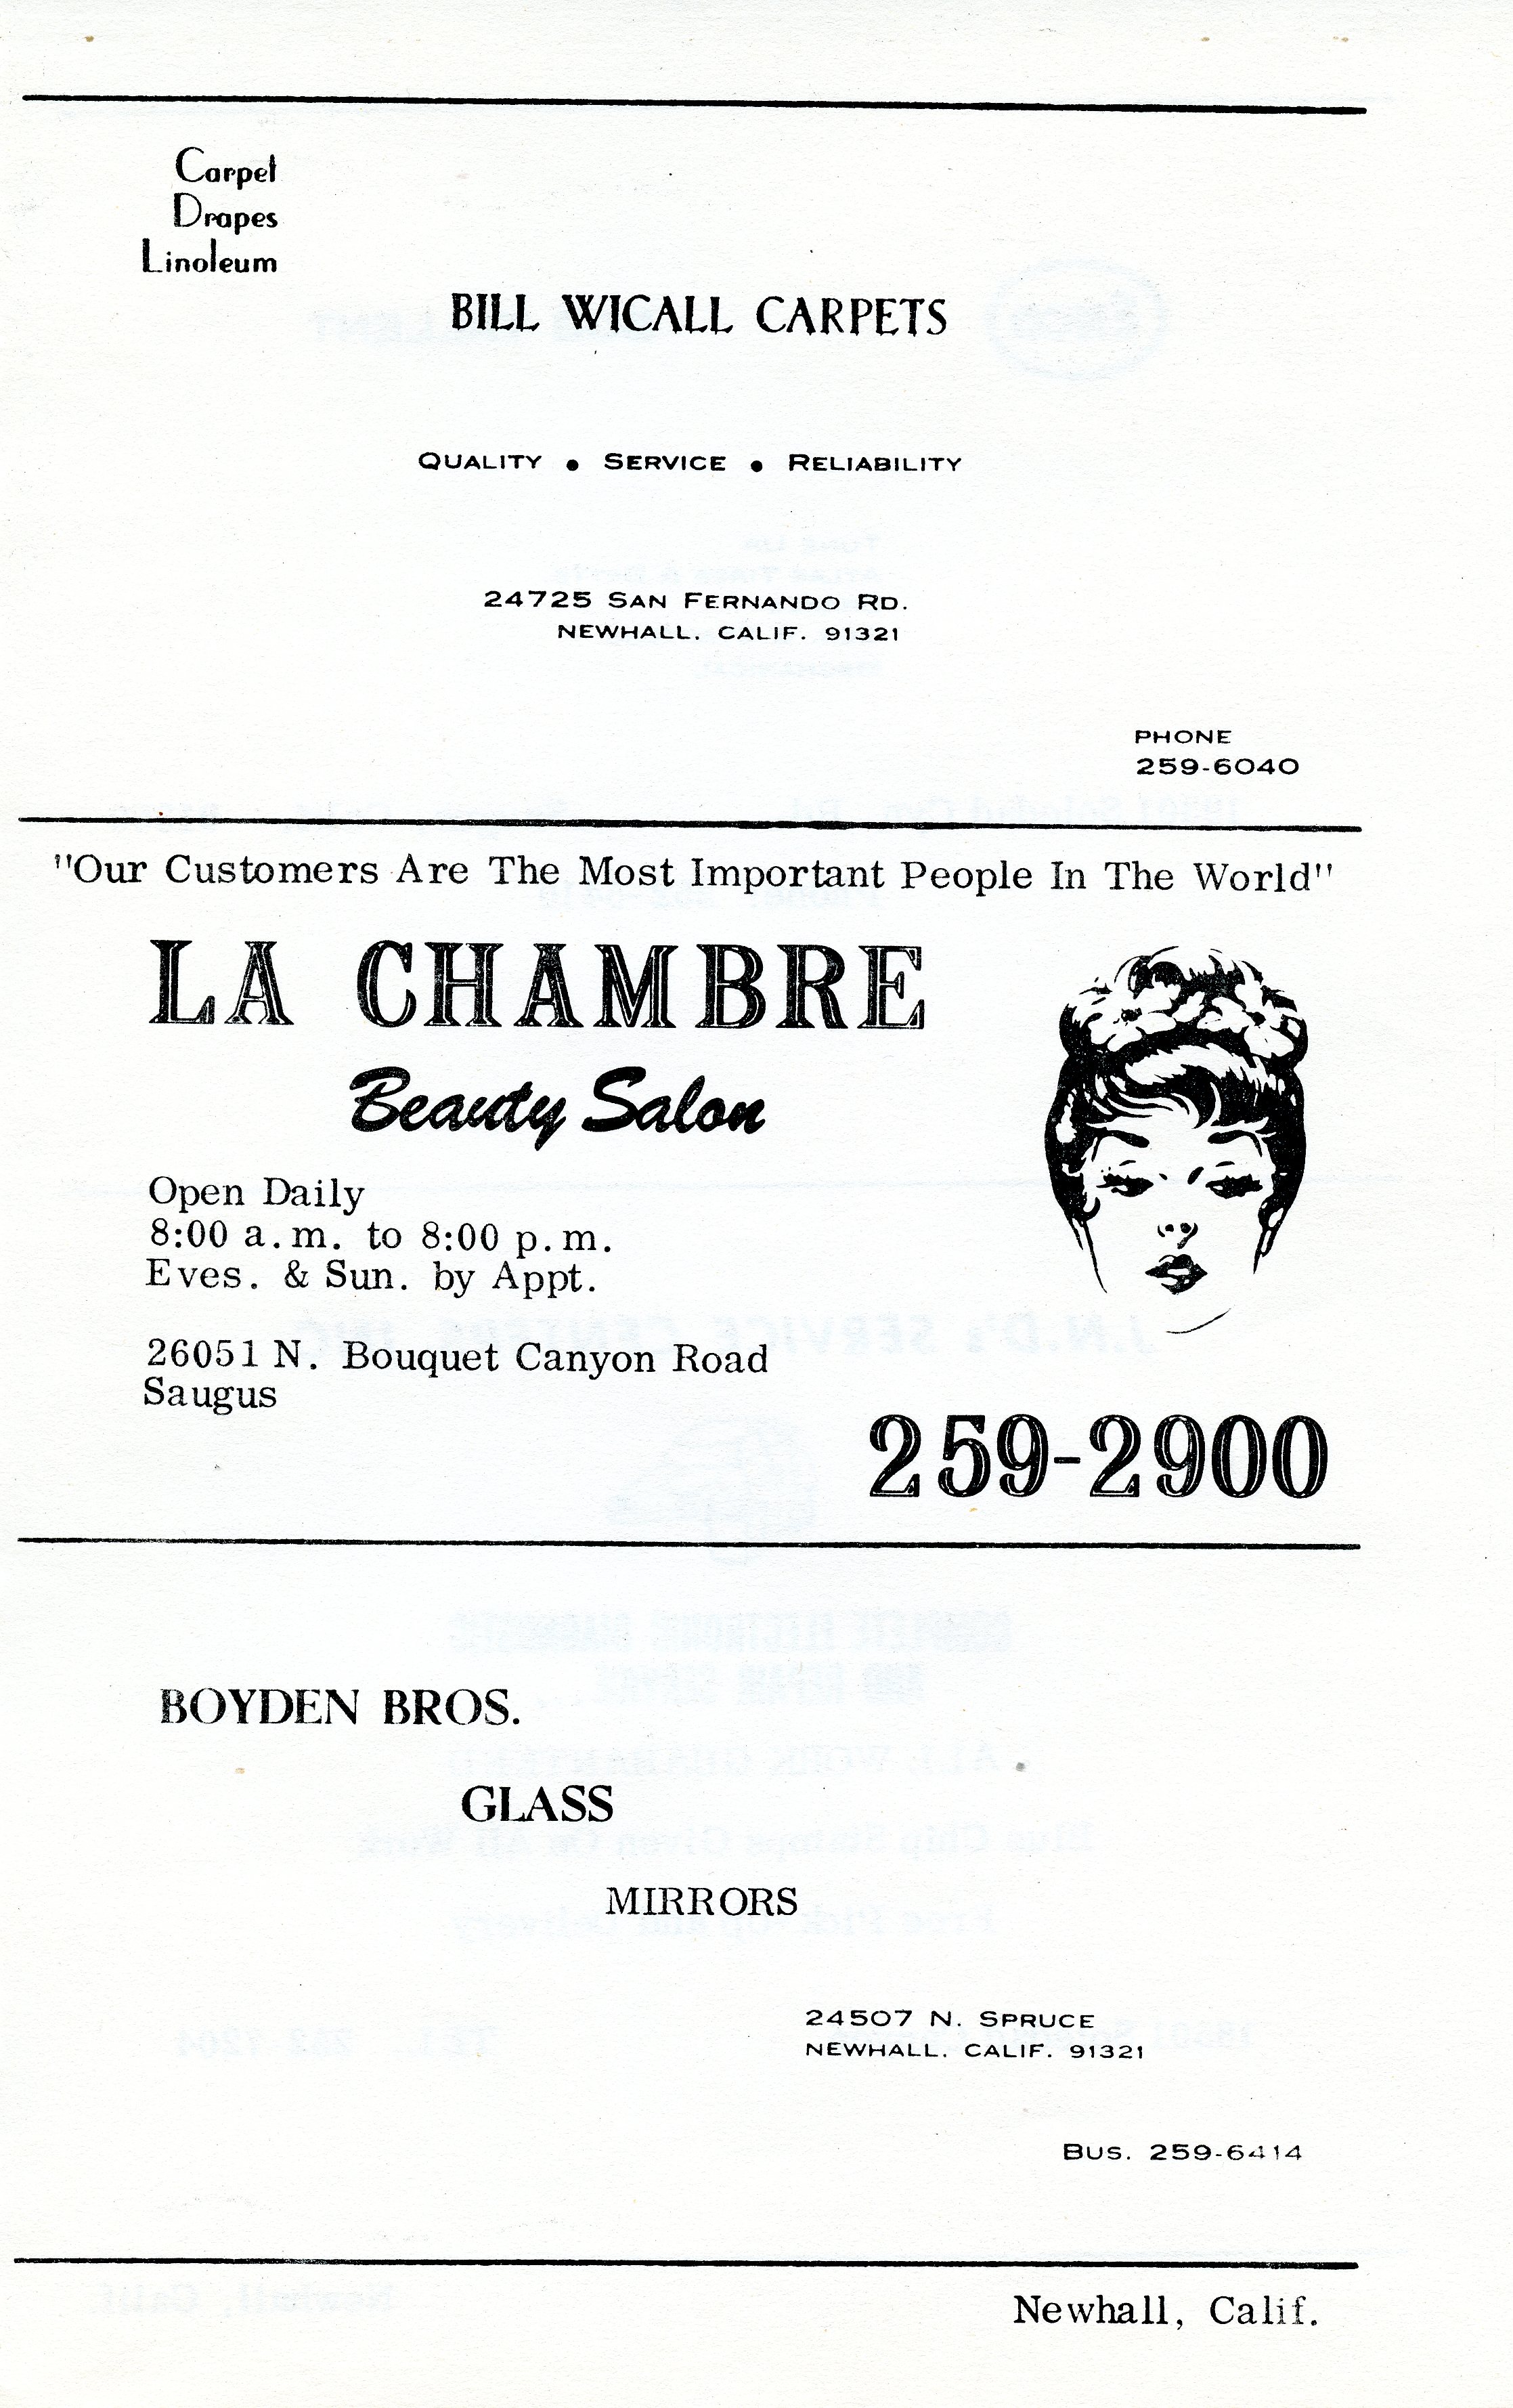 Carpet
Drapes
Linoleum
BILL WICALL CARPETS
QUALITY • SERVICE • RELIABILITY
24725 SAN FERNANDO RD.
NEWHALL, CALIF. 91321
PHONE
259-6040
"Our Customers Are The Most Important People In The World"
LA CHAMBRE
Beauty Salon
Open Daily
8:00 a.m. to 8:00 p.m.
Eves. & Sun. by Appt.
26051 N. Bouquet Canyon Road
Saugus
259-2900
BOYDEN BROS.
GLASS
MIRRORS
24507 N. SPRUCE
NEWHALL, CALIF. 91321
BUS. 259-6414
Newhall, Calif.